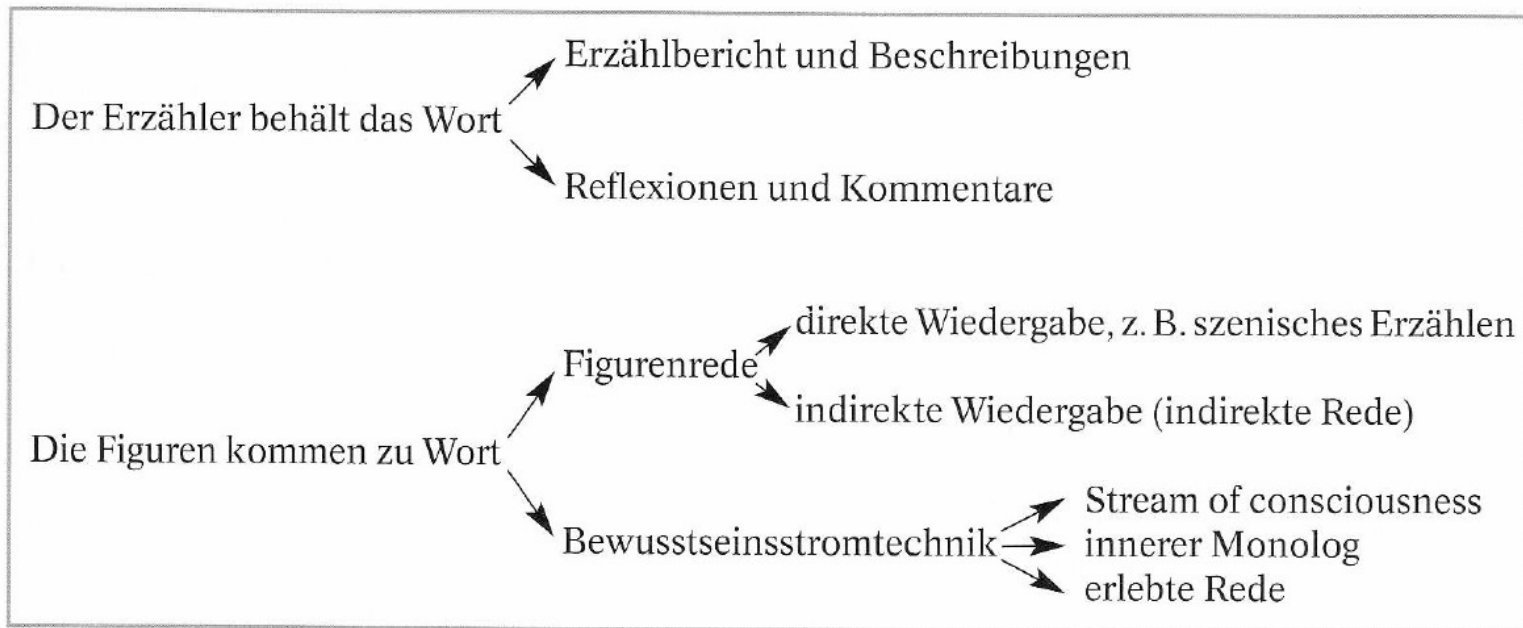 Erzählbericht und Beschreibungen
Der Erzähler behält das Wort
Reflexionen und Kommentare
direkte Wiedergabe, z. B. szenisches Erzählen
Figurenrede
indirekte Wiedergabe (indirekte Rede)
Die Figuren kommen zu Wort
Stream of consciousness
Bewusstseinsstromtechnik
innerer Monolog
erlebte Rede